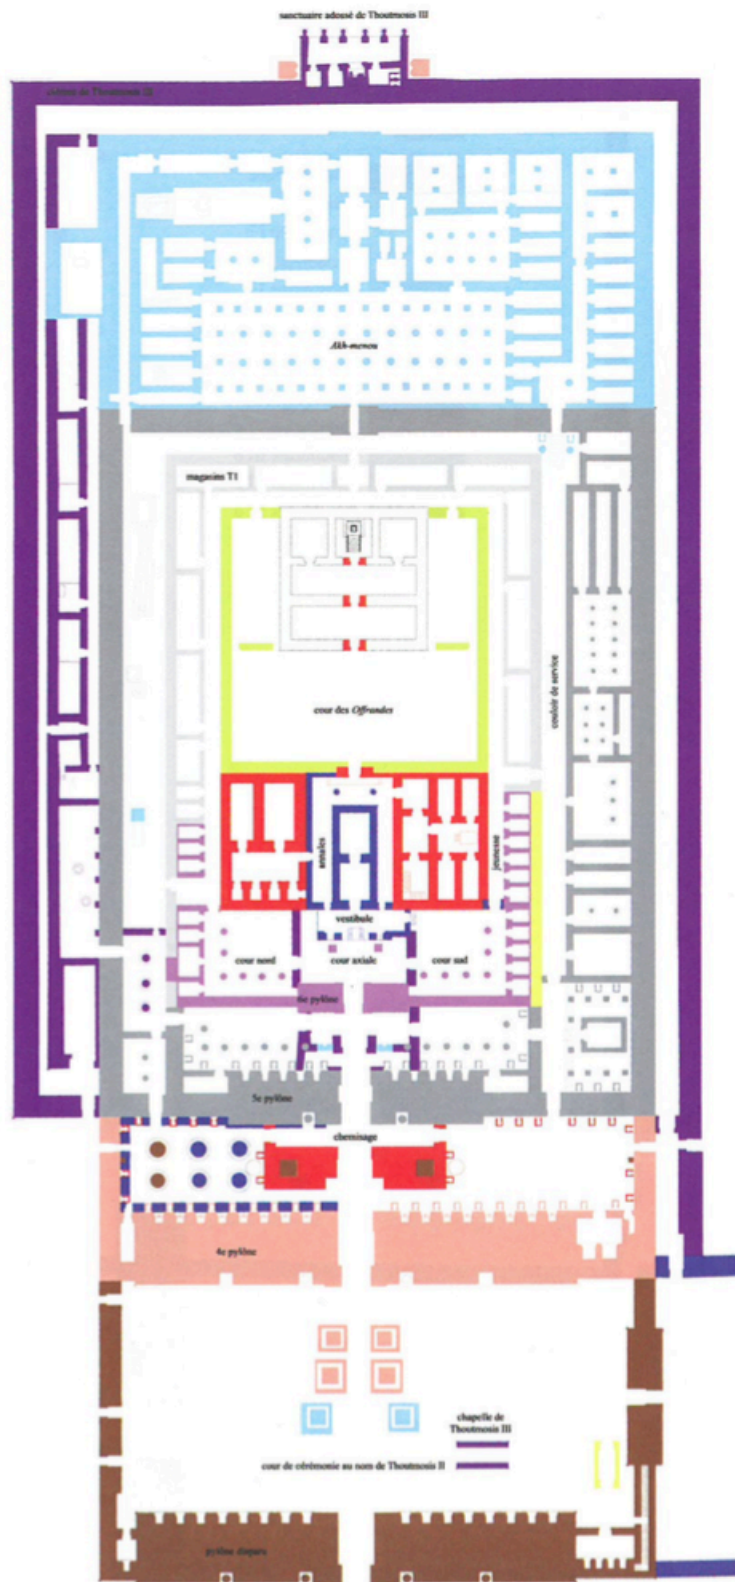 sanctuaire adossé de Thoutmosis III
enceinte de Thoutmosis III
Akh-menou
magasins T1
couloir de service
cour des Offrandes
annales
jeunesse
vestibule
cour nord
cour axiale
cour sud
6e pylône
5e pylône
chemisage
4e pylône
chapelle de
Thoutmosis III
cour de cérémonie au nom de Thoutmosis II
pylône disparu